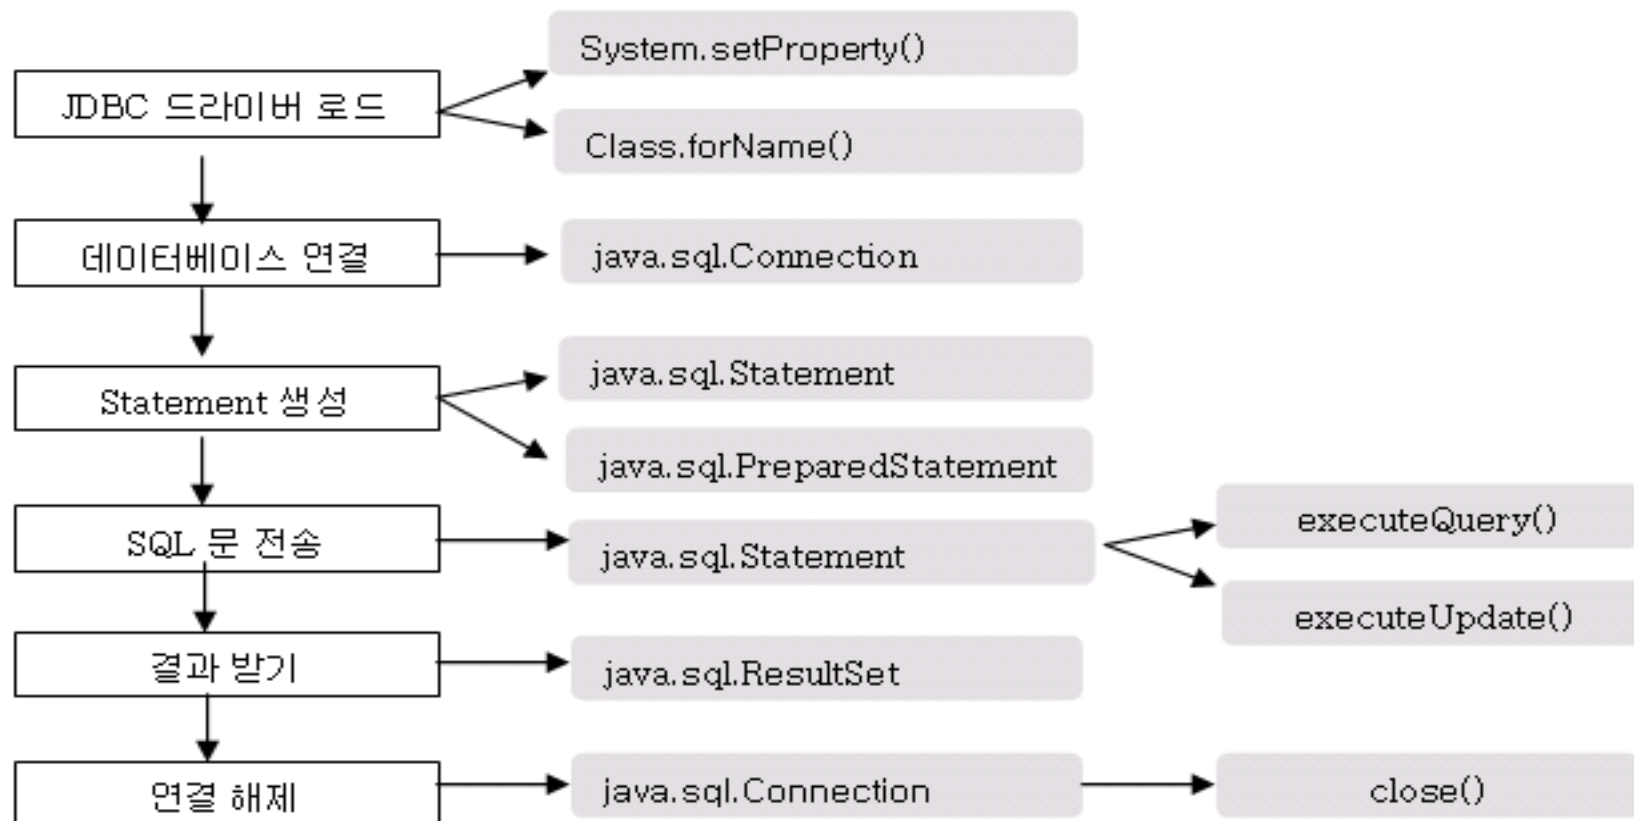 System.setProperty()
JDBC 드라이버 로드
Class.forName()
데이터베이스 연결
java.sql.Connection
Statement 생성
java.sql.Statement
java.sql.PreparedStatement
SQL 문 전송
java.sql.Statement
executeQuery()
executeUpdate()
결과 받기
java.sql.ResultSet
연결 해제
java.sql.Connection
close()